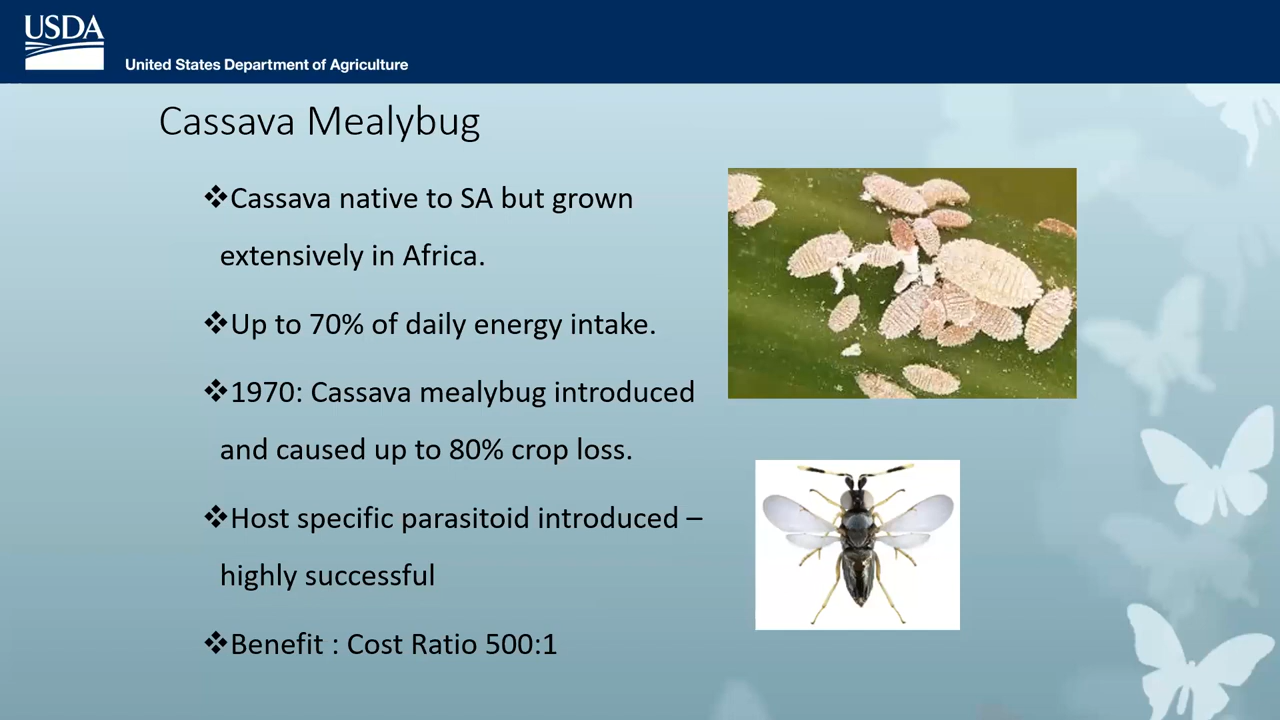 USDA
United States Department of Agriculture
Cassava Mealybug
❖Cassava native to SA but grown
extensively in Africa.
❖Up to 70% of daily energy intake.
❖1970: Cassava mealybug introduced
and caused up to 80% crop loss.
❖Host specific parasitoid introduced –
highly successful
❖Benefit : Cost Ratio 500:1